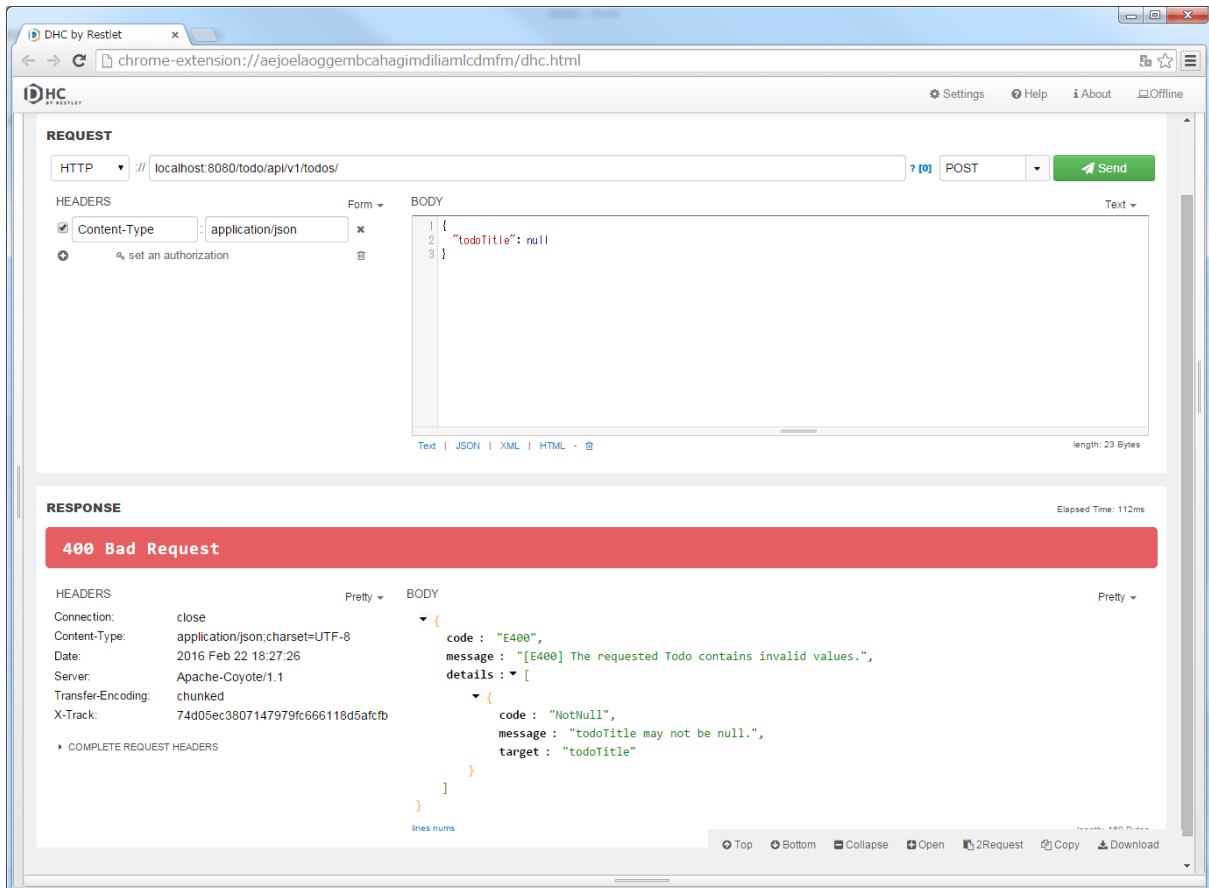 DHC by Restlet
chrome-extension://aejoelaoggembcahagimdiliamlcdmfm/dhc.html
DHC BY RESTLET Settings Help About Offline
REQUEST
HTTP :// localhost:8080/todo/api/v1/todos/ ? [0] POST Send
HEADERS Form BODY Text
Content-Type : application/json
set an authorization
1 {
2 "todoTitle": null
3 }
Text | JSON | XML | HTML - length: 23 Bytes
RESPONSE Elapsed Time: 112ms
400 Bad Request
HEADERS Pretty BODY Pretty
Connection: close
Content-Type: application/json;charset=UTF-8
Date: 2016 Feb 22 18:27:26
Server: Apache-Coyote/1.1
Transfer-Encoding: chunked
X-Track: 74d05ec3807147979fc666118d5afcfb
COMPLETE REQUEST HEADERS
{
code : "E400",
message : "[E400] The requested Todo contains invalid values.",
details : [
{
code : "NotNull",
message : "todoTitle may not be null.",
target : "todoTitle"
}
]
}
lines nums
Top Bottom Collapse Open 2Request Copy Download